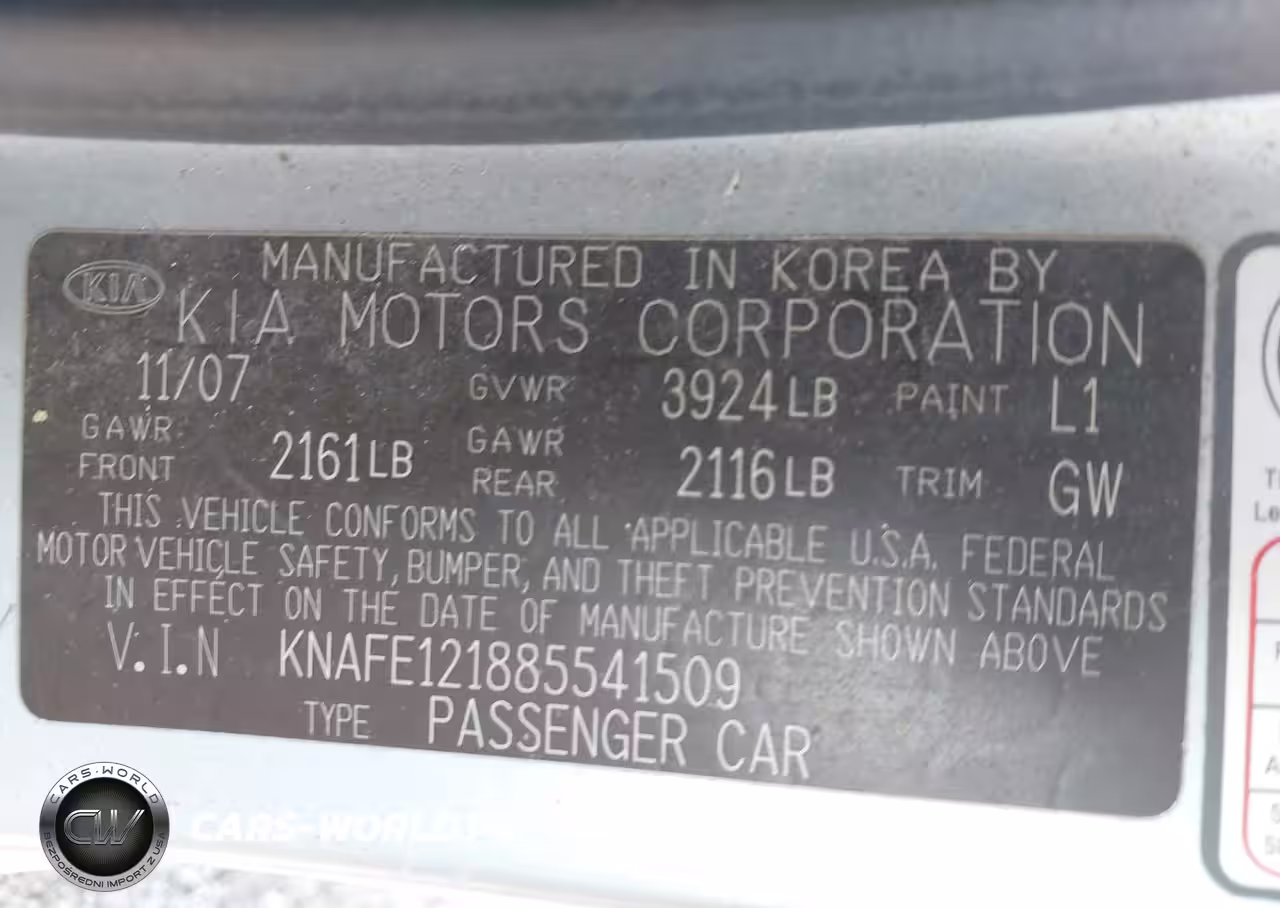 MANUFACTURED IN KOREA BY
KIA
KIA MOTORS CORPORATION
11/07 GVWR 3924LB PAINT L1
GAWR FRONT 2161LB GAWR REAR 2116LB TRIM GW
THIS VEHICLE CONFORMS TO ALL APPLICABLE U.S.A. FEDERAL
MOTOR VEHICLE SAFETY, BUMPER, AND THEFT PREVENTION STANDARDS
IN EFFECT ON THE DATE OF MANUFACTURE SHOWN ABOVE
V.I.N KNAFE121885541509
TYPE PASSENGER CAR
CARS-WORLD
CW
BEZPOŚREDNI IMPORT Z USA
CARS-WORLD